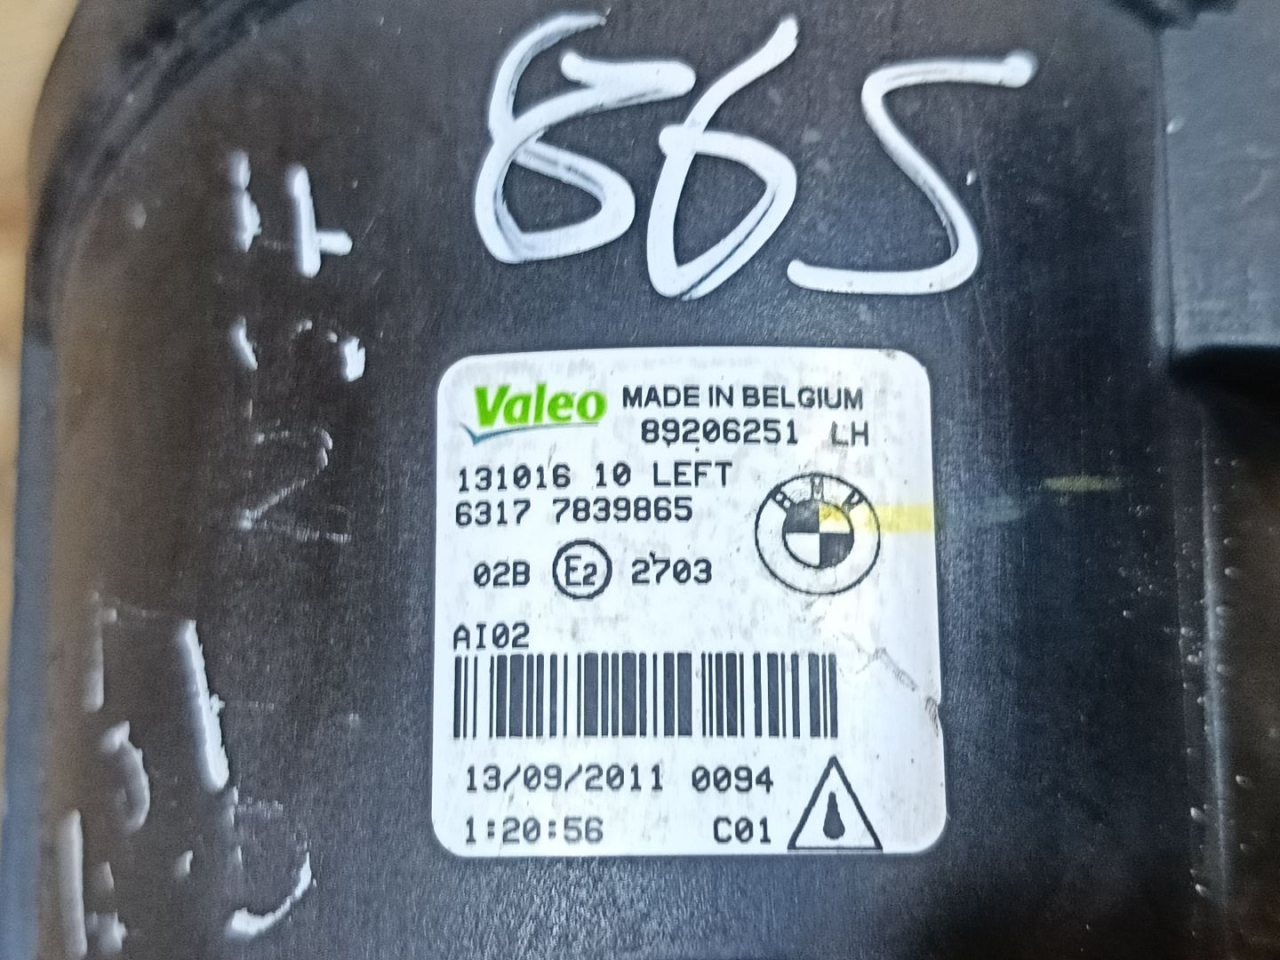 865
Valeo MADE IN BELGIUM
89206251 LH
131016 10 LEFT
6317 7839865
BMW
02B E2 2703
AI02
13/09/2011 0094
1:20:56 C01